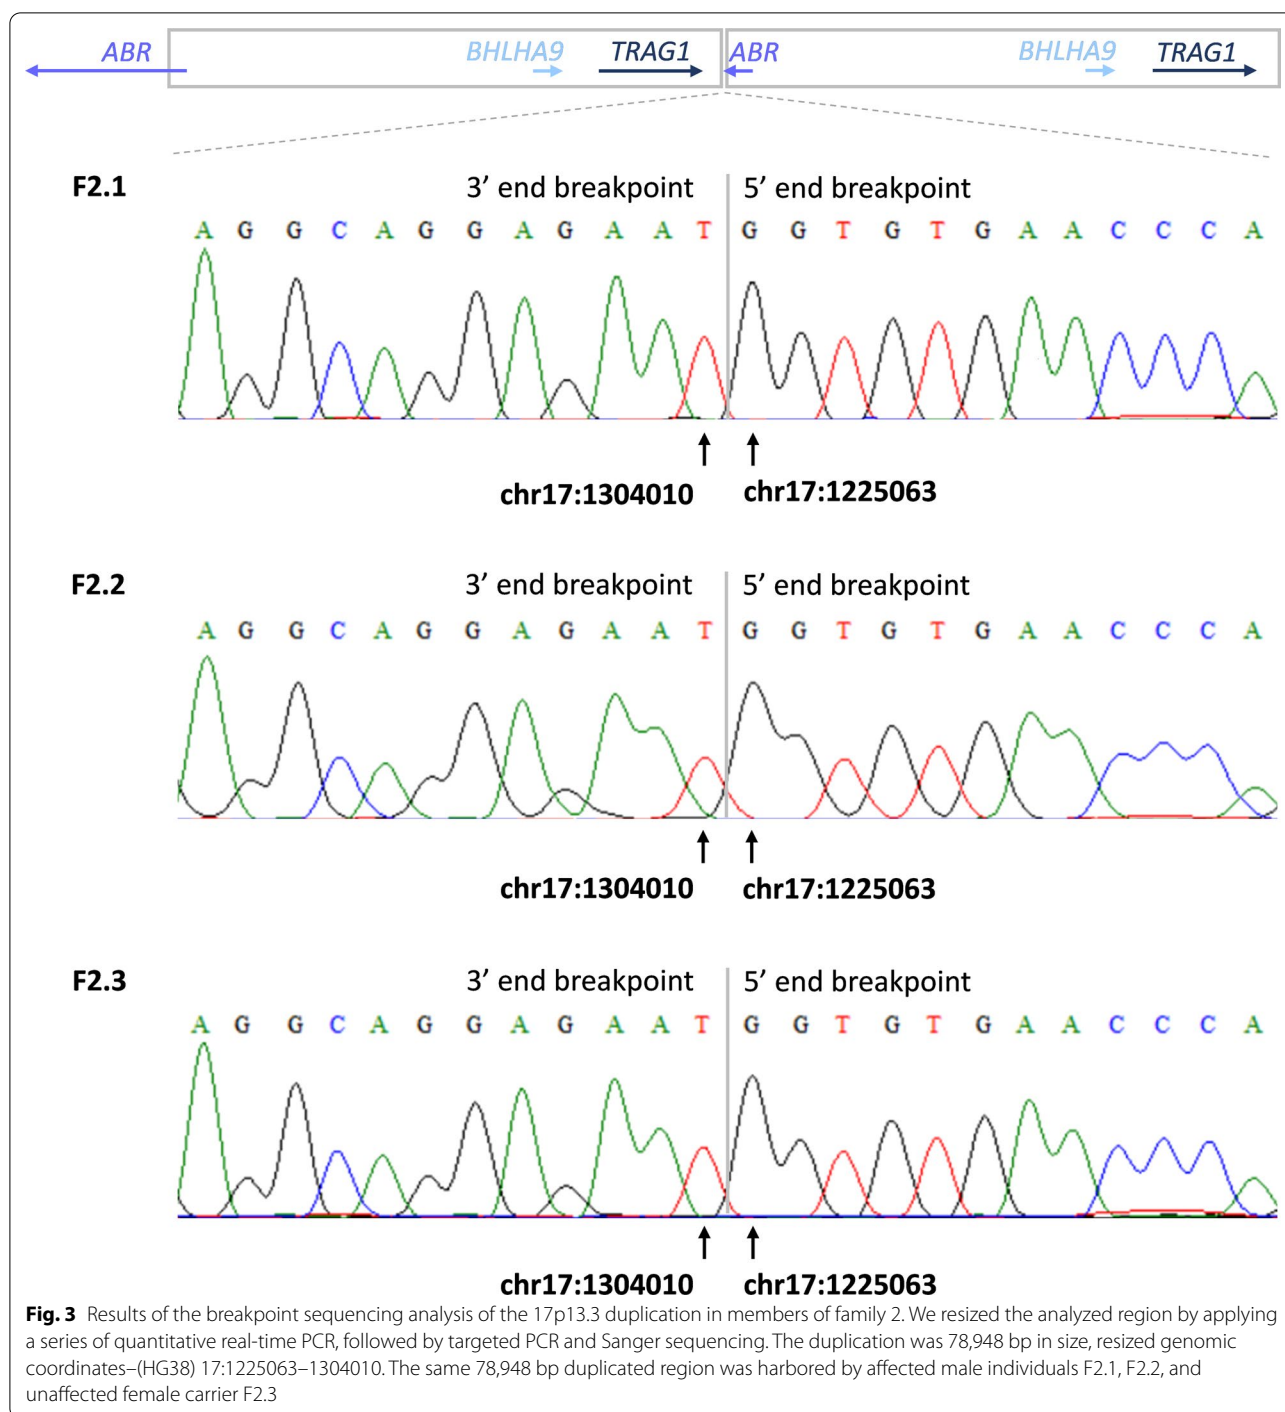 ABR BHLHA9 TRAG1 ABR BHLHA9 TRAG1
F2.1 3' end breakpoint 5' end breakpoint
A G G C A G G A G A A T G G T G T G A A C C C A
chr17:1304010 chr17:1225063
F2.2 3' end breakpoint 5' end breakpoint
A G G C A G G A G A A T G G T G T G A A C C C A
chr17:1304010 chr17:1225063
F2.3 3' end breakpoint 5' end breakpoint
A G G C A G G A G A A T G G T G T G A A C C C A
chr17:1304010 chr17:1225063
Fig. 3 Results of the breakpoint sequencing analysis of the 17p13.3 duplication in members of family 2. We resized the analyzed region by applying
a series of quantitative real-time PCR, followed by targeted PCR and Sanger sequencing. The duplication was 78,948 bp in size, resized genomic
coordinates–(HG38) 17:1225063–1304010. The same 78,948 bp duplicated region was harbored by affected male individuals F2.1, F2.2, and
unaffected female carrier F2.3